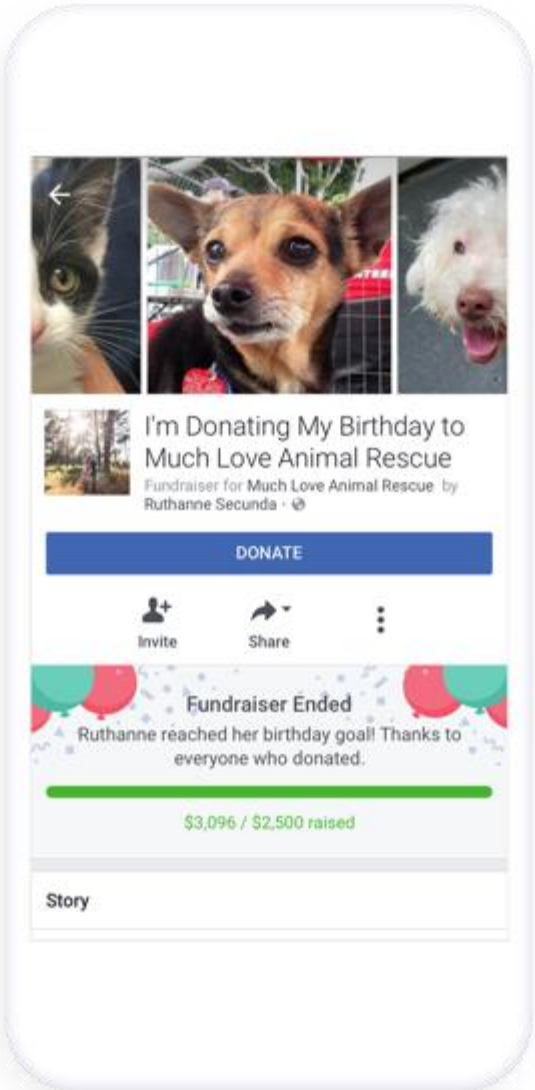 I'm Donating My Birthday to
Much Love Animal Rescue
Fundraiser for Much Love Animal Rescue by
Ruthanne Secunda ·
DONATE
Invite
Share
Fundraiser Ended
Ruthanne reached her birthday goal! Thanks to
everyone who donated.
$3,096 / $2,500 raised
Story